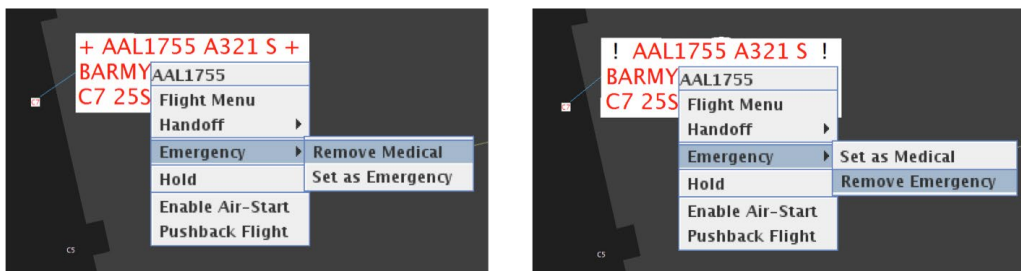 + AAL1755 A321 S +
BARMY
C7 25S
C7
AAL1755
Flight Menu
Handoff
Emergency
Remove Medical
Set as Emergency
Hold
Enable Air-Start
Pushback Flight
C5
! AAL1755 A321 S !
BARMY
C7 25S
C7
AAL1755
Flight Menu
Handoff
Emergency
Set as Medical
Remove Emergency
Hold
Enable Air-Start
Pushback Flight
C5